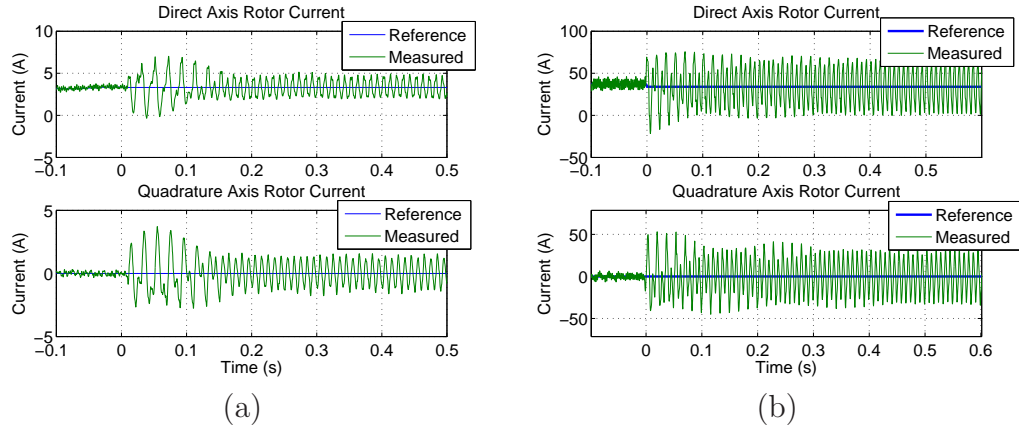 Direct Axis Rotor Current
Reference
Measured
Current (A)
10
5
0
−5
−0.1 0 0.1 0.2 0.3 0.4 0.5
Quadrature Axis Rotor Current
Reference
Measured
Current (A)
5
0
−5
−0.1 0 0.1 0.2 0.3 0.4 0.5
Time (s)
(a)
Direct Axis Rotor Current
Reference
Measured
Current (A)
100
50
0
−50
0 0.1 0.2 0.3 0.4 0.5
Quadrature Axis Rotor Current
Reference
Measured
Current (A)
50
0
−50
0 0.1 0.2 0.3 0.4 0.5 0.6
Time (s)
(b)